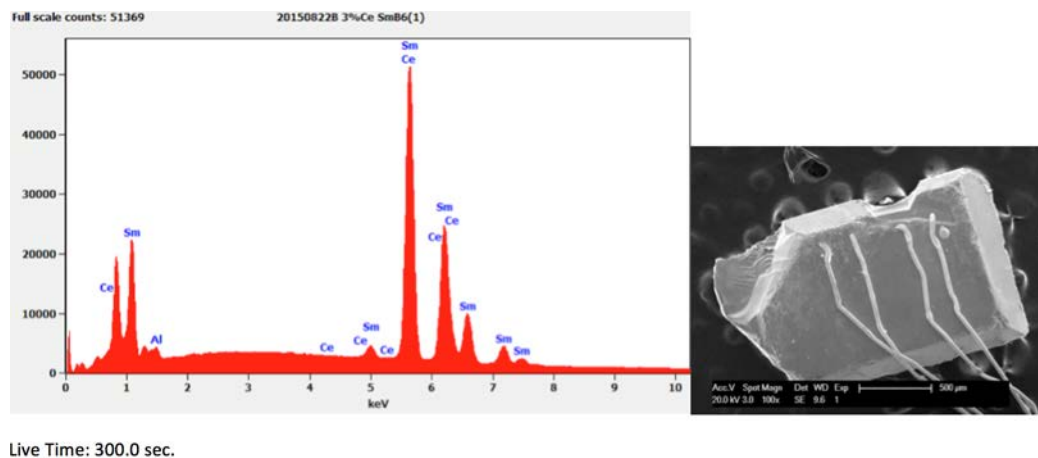 Full scale counts: 51369
20150822B 3%Ce SmB6(1)
50000
40000
30000
20000
10000
0
Ce
Sm
Al
Ce
Ce
Sm
Ce
Sm
Ce
Sm
Ce
Ce
Sm
Sm
Sm
0 1 2 3 4 5 6 7 8 9 10
keV
Acc.V Spot Magn Det WD Exp
20.0 kV 3.0 100x SE 9.6 1
500 µm
Live Time: 300.0 sec.